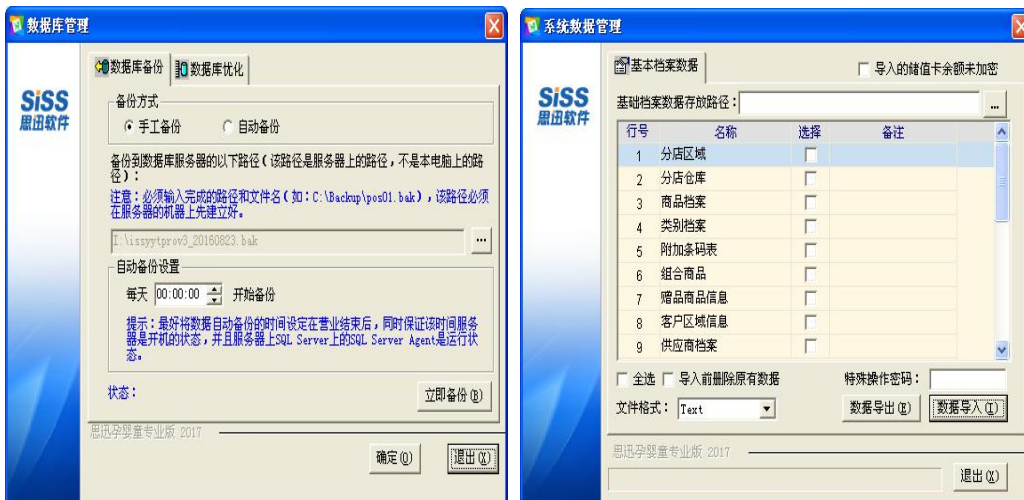 数据库管理
SiSS
思迅软件
数据库备份
数据库优化
备份方式
手工备份
自动备份
备份到数据库服务器的以下路径(该路径是服务器上的路径，不是本电脑上的路
径)：
注意：必须输入完成的路径和文件名(如：C:\Backup\pos01.bak)，该路径必须
在服务器的机器上先建立好。
I:\issyytprov3_20160823.bak
...
自动备份设置
每天 00:00:00 开始备份
提示：最好将数据自动备份的时间设定在营业结束后，同时保证该时间服务
器是开机的状态，并且服务器上SQL Server上的SQL Server Agent是运行状
态。
状态：
立即备份(B)
思迅孕婴童专业版 2017
确定(O)
退出(X)
系统数据管理
SiSS
思迅软件
基本档案数据
导入的储值卡余额未加密
基础档案数据存放路径：
...
行号 名称 选择 备注
1 分店区域
2 分店仓库
3 商品档案
4 类别档案
5 附加条码表
6 组合商品
7 赠品商品信息
8 客户区域信息
9 供应商档案
全选 导入前删除原有数据 特殊操作密码：
文件格式： Text 数据导出(E) 数据导入(I)
思迅孕婴童专业版 2017
退出(X)